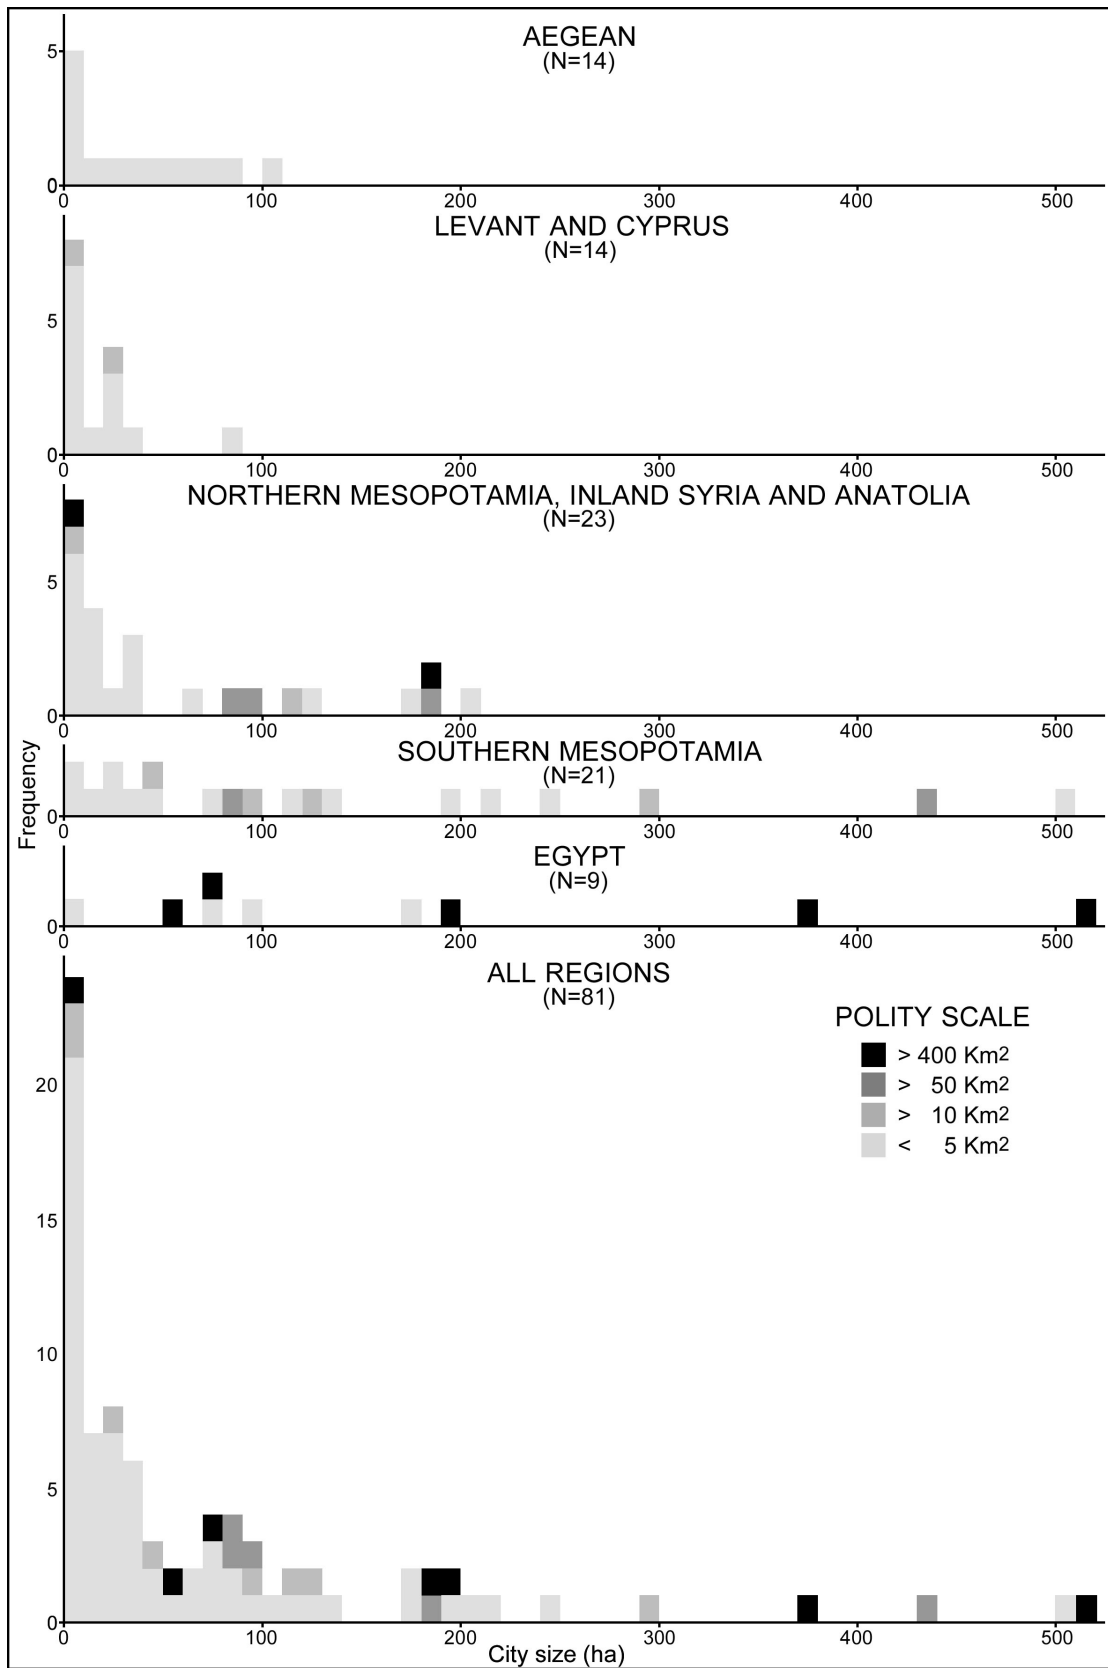 AEGEAN
(N=14)
5
0
0 100 200 300 400 500
LEVANT AND CYPRUS
(N=14)
5
0
0 100 200 300 400 500
NORTHERN MESOPOTAMIA, INLAND SYRIA AND ANATOLIA
(N=23)
5
0
0 100 200 300 400 500
SOUTHERN MESOPOTAMIA
(N=21)
0
0 100 200 300 400 500
Frequency
EGYPT
(N=9)
0
0 100 200 300 400 500
ALL REGIONS
(N=81)
POLITY SCALE
> 400 Km2
> 50 Km2
> 10 Km2
< 5 Km2
20
15
10
5
0
0 100 200 300 400 500
City size (ha)